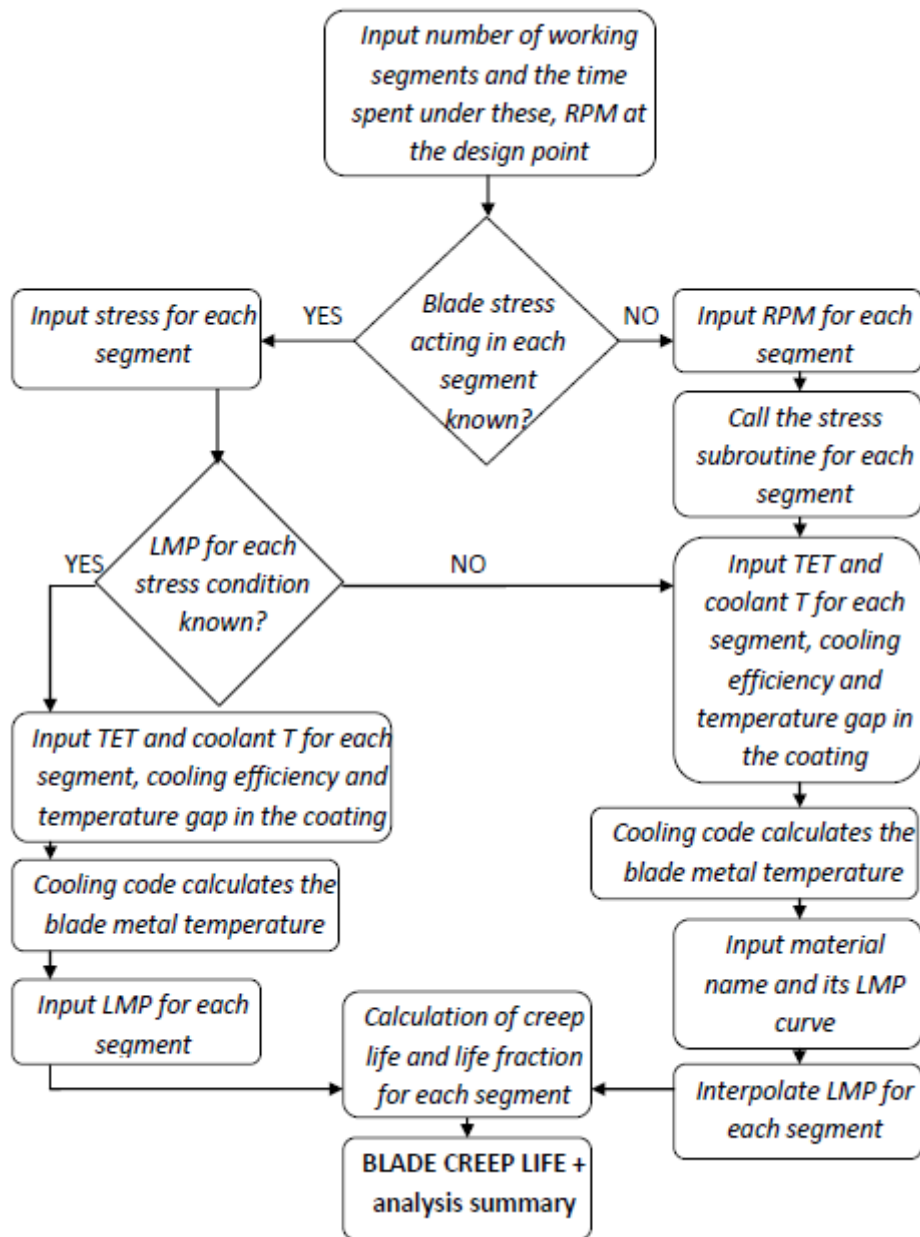 Input number of working
segments and the time
spent under these, RPM at
the design point
Blade stress
acting in each
segment
known?
YES
NO
Input stress for each
segment
Input RPM for each
segment
Call the stress
subroutine for each
segment
LMP for each
stress condition
known?
YES
NO
Input TET and
coolant T for each
segment, cooling
efficiency and
temperature gap in
the coating
Input TET and coolant T for each
segment, cooling efficiency and
temperature gap in the coating
Cooling code calculates the
blade metal temperature
Cooling code calculates the
blade metal temperature
Input LMP for each
segment
Input material
name and its LMP
curve
Interpolate LMP for
each segment
Calculation of creep
life and life fraction
for each segment
BLADE CREEP LIFE +
analysis summary